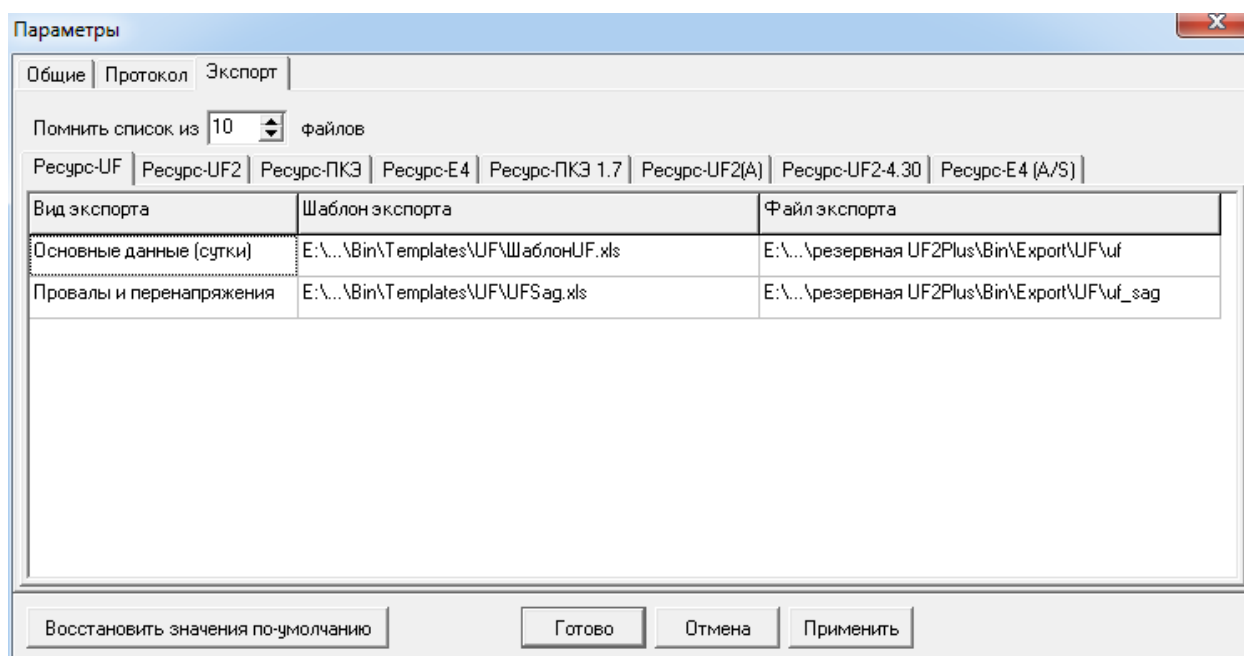 Параметры
Общие Протокол Экспорт
Помнить список из 10 файлов
Ресурс-UF Ресурс-UF2 Ресурс-ПКЭ Ресурс-Е4 Ресурс-ПКЭ 1.7 Ресурс-UF2(A) Ресурс-UF2-4.30 Ресурс-Е4 (A/S)
Вид экспорта Шаблон экспорта Файл экспорта
Основные данные (сутки) E:\...\Bin\Templates\UF\ШаблонUF.xls E:\...\резервная UF2Plus\Bin\Export\UF\uf
Провалы и перенапряжения E:\...\Bin\Templates\UF\UFSag.xls E:\...\резервная UF2Plus\Bin\Export\UF\uf_sag
Восстановить значения по-умолчанию Готово Отмена Применить